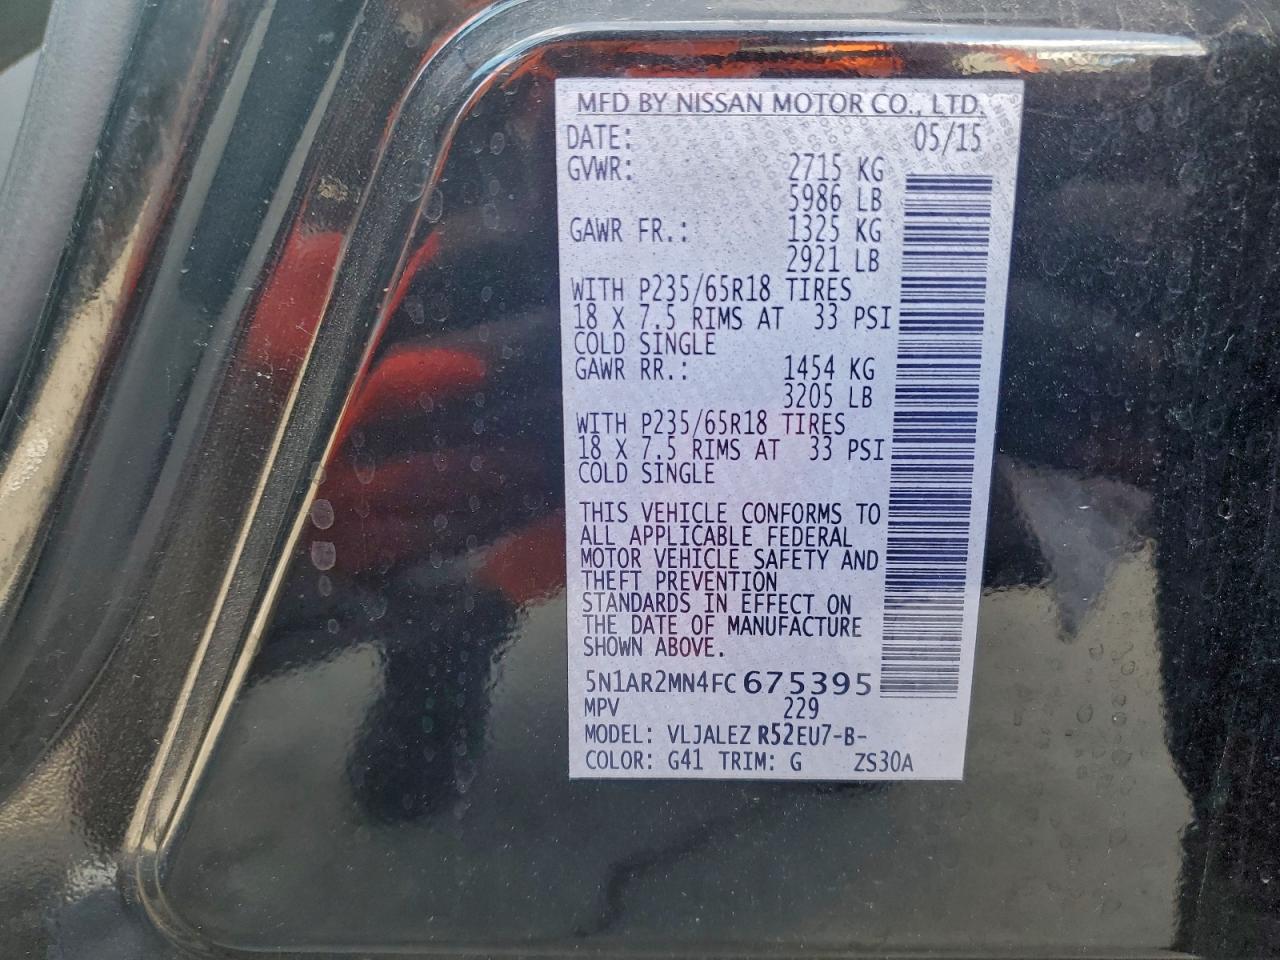 MFD BY NISSAN MOTOR CO., LTD.
DATE: 05/15
GVWR: 2715 KG
5986 LB
GAWR FR.: 1325 KG
2921 LB
WITH P235/65R18 TIRES
18 X 7.5 RIMS AT 33 PSI
COLD SINGLE
GAWR RR.: 1454 KG
3205 LB
WITH P235/65R18 TIRES
18 X 7.5 RIMS AT 33 PSI
COLD SINGLE
THIS VEHICLE CONFORMS TO
ALL APPLICABLE FEDERAL
MOTOR VEHICLE SAFETY AND
THEFT PREVENTION
STANDARDS IN EFFECT ON
THE DATE OF MANUFACTURE
SHOWN ABOVE.
5N1AR2MN4FC675395
MPV 229
MODEL: VLJALEZ R52EU7-B-
COLOR: G41 TRIM: G ZS30A